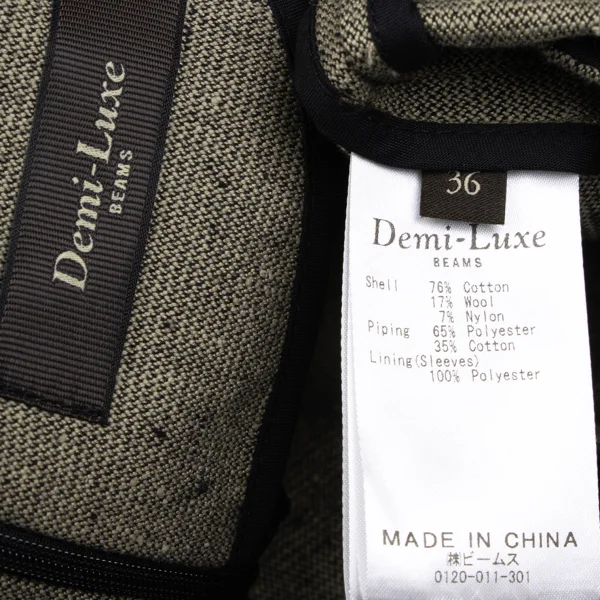 Demi-Luxe
BEAMS
36
Demi-Luxe
BEAMS
Shell 76% Cotton
17% Wool
7% Nylon
Piping 65% Polyester
35% Cotton
Lining(Sleeves)
100% Polyester
MADE IN CHINA
㈱ビームス
0120-011-301